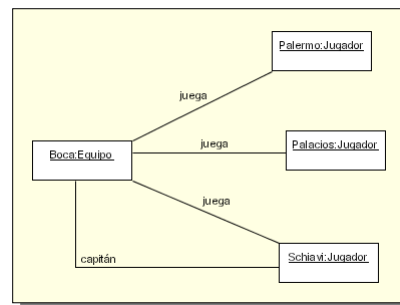 Palermo:Jugador
juega
juega
Palacios:Jugador
Boca:Equipo
juega
Schiavi:Jugador
capitán